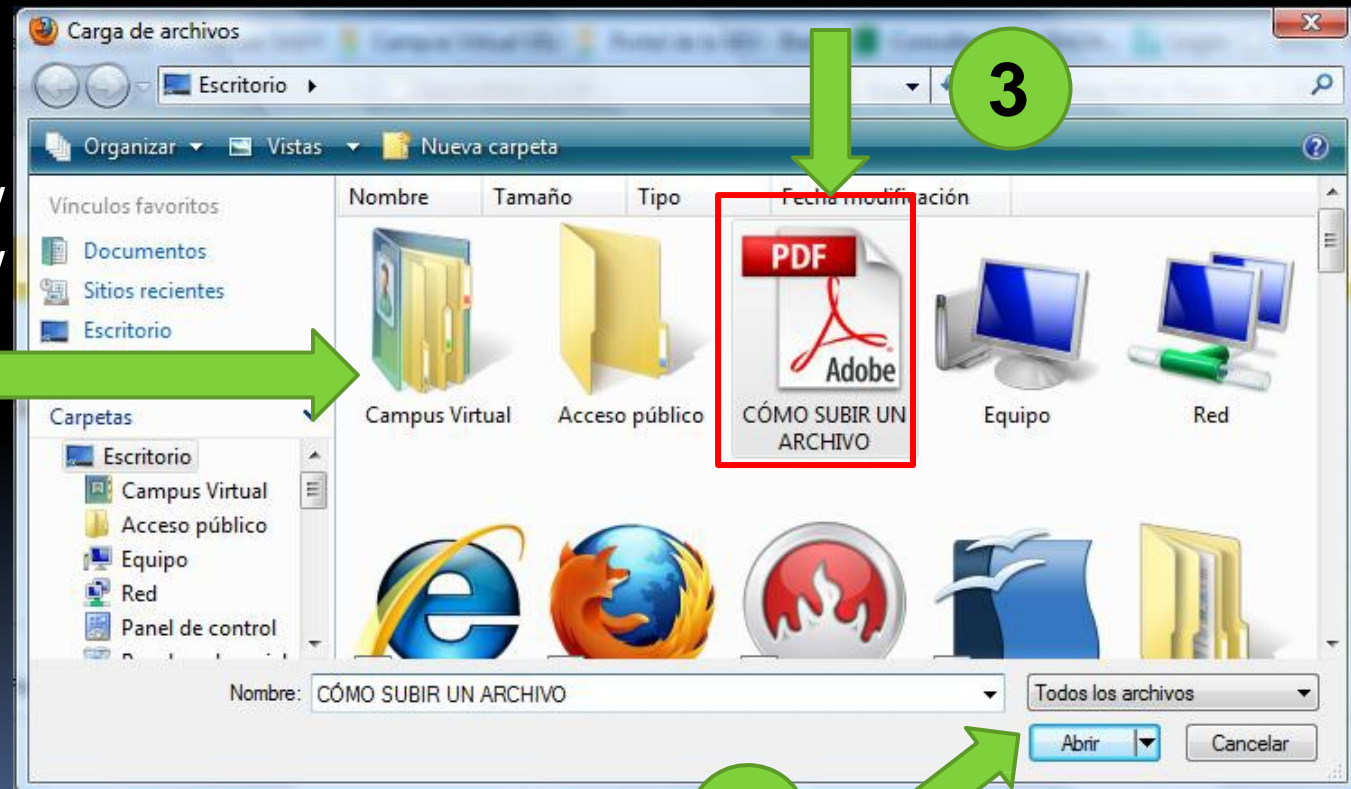 Carga de archivos
Escritorio
3
Organizar Vistas Nueva carpeta
Vínculos favoritos
Documentos
Sitios recientes
Escritorio
Carpetas
Escritorio
Campus Virtual
Acceso público
Equipo
Red
Panel de control
Nombre Tamaño Tipo Fecha modificación
PDF
Adobe
Campus Virtual Acceso público CÓMO SUBIR UN ARCHIVO Equipo Red
Nombre: CÓMO SUBIR UN ARCHIVO Todos los archivos
Abrir Cancelar